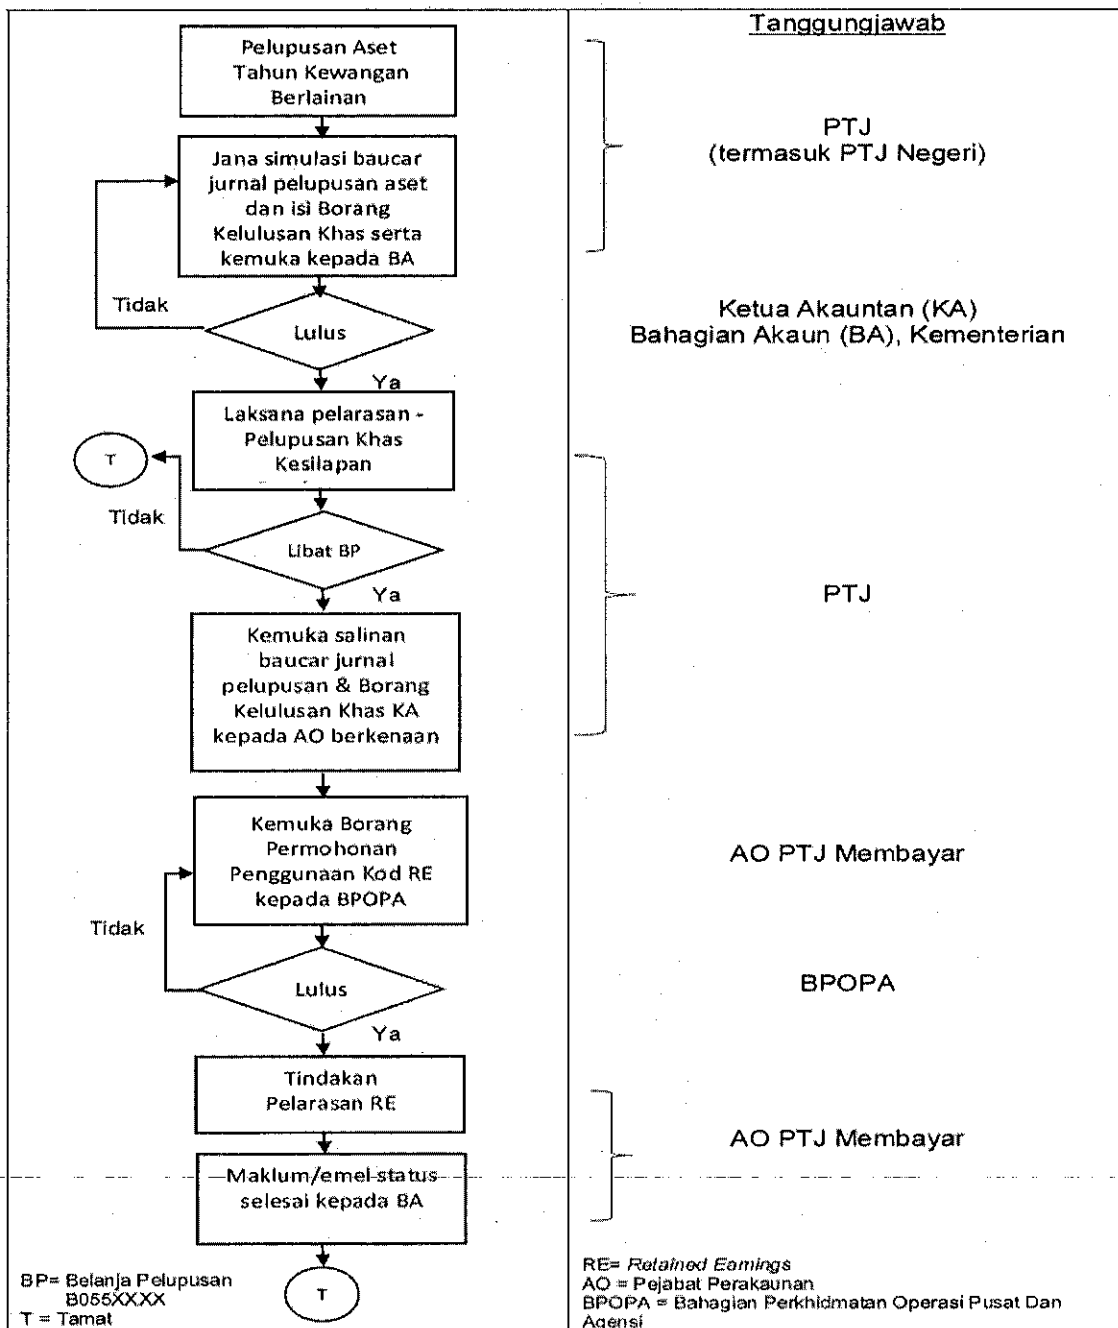 Tanggungjawab
Pelupusan Aset
Tahun Kewangan
Berlainan
PTJ
(termasuk PTJ Negeri)
Jana simulasi baucar
jurnal pelupusan aset
dan isi Borang
Kelulusan Khas serta
kemuka kepada BA
Tidak
Lulus
Ketua Akauntan (KA)
Bahagian Akaun (BA), Kementerian
Ya
Laksana pelarasan -
Pelupusan Khas
Kesilapan
T
Tidak
Libat BP
Ya
PTJ
Kemuka salinan
baucar jurnal
pelupusan & Borang
Kelulusan Khas KA
kepada AO berkenaan
Kemuka Borang
Permohonan
Penggunaan Kod RE
kepada BPOPA
AO PTJ Membayar
Tidak
Lulus
BPOPA
Ya
Tindakan
Pelarasan RE
AO PTJ Membayar
Maklum/emel status
selesai kepada BA
T
BP= Belanja Pelupusan
B055XXXX
T = Tamat
RE= Retained Earnings
AO = Pejabat Perakaunan
BPOPA = Bahagian Perkhidmatan Operasi Pusat Dan
Agensi